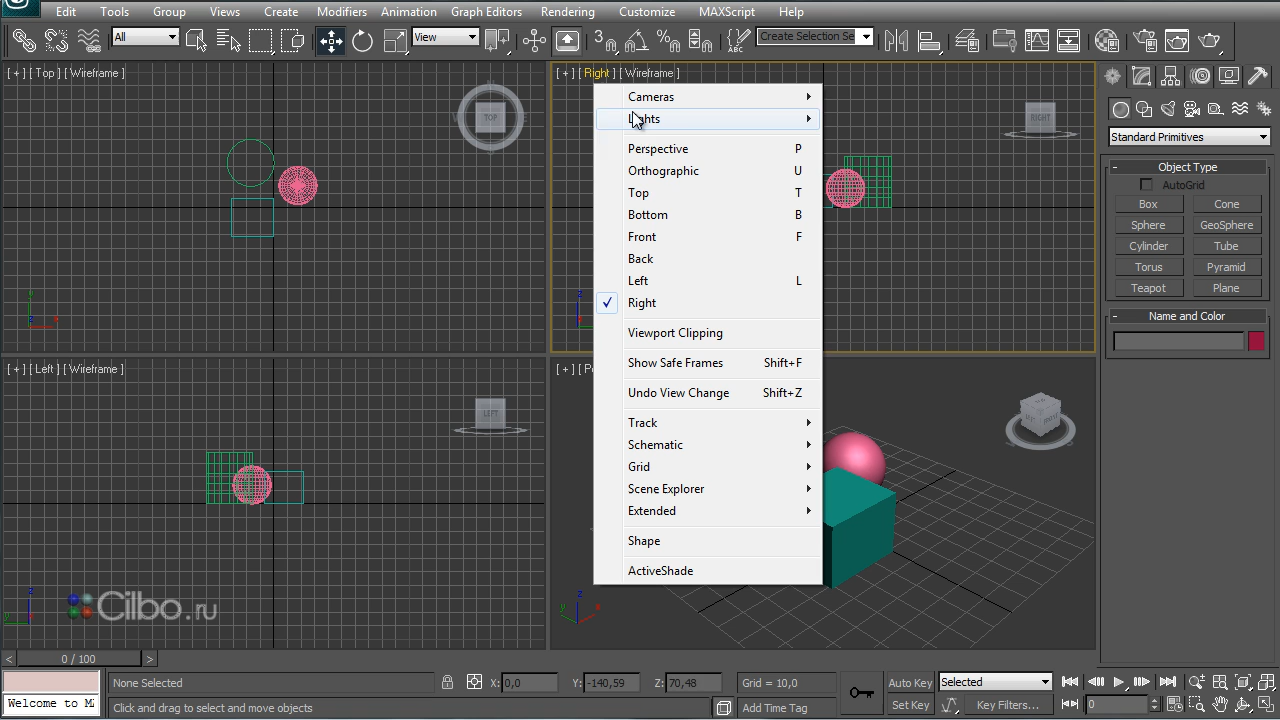 Edit Tools Group Views Create Modifiers Animation Graph Editors Rendering Customize MAXScript Help
All View 3 Create Selection Se
[ + ] [ Top ] [ Wireframe ]
TOP
[ + ] [ Right ] [ Wireframe ]
RIGHT
Cameras
Lights
Perspective P
Orthographic U
Top T
Bottom B
Front F
Back
Left L
Right
Viewport Clipping
Show Safe Frames Shift+F
Undo View Change Shift+Z
Track
Schematic
Grid
Scene Explorer
Extended
Shape
ActiveShade
Standard Primitives
- Object Type
AutoGrid
Box Cone
Sphere GeoSphere
Cylinder Tube
Torus Pyramid
Teapot Plane
- Name and Color
[ + ] [ Left ] [ Wireframe ]
LEFT
Cilbo.ru
< 0 / 100 >
None Selected X: 0,0 Y: -140,59 Z: 70,48 Grid = 10,0 Auto Key Selected
Welcome to Click and drag to select and move objects Add Time Tag Set Key Key Filters... 0